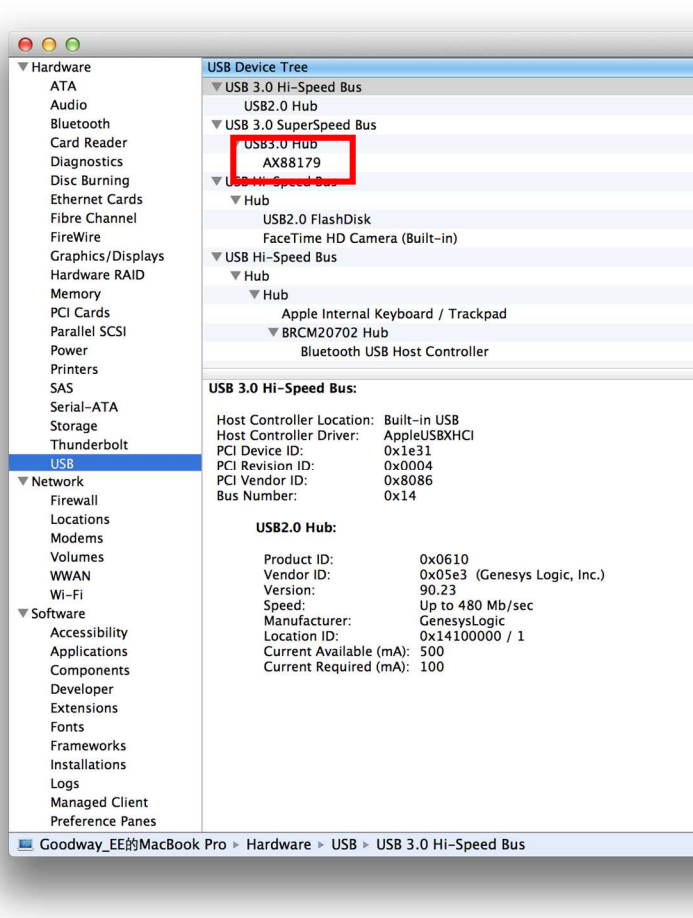 Hardware
ATA
Audio
Bluetooth
Card Reader
Diagnostics
Disc Burning
Ethernet Cards
Fibre Channel
FireWire
Graphics/Displays
Hardware RAID
Memory
PCI Cards
Parallel SCSI
Power
Printers
SAS
Serial-ATA
Storage
Thunderbolt
USB
Network
Firewall
Locations
Modems
Volumes
WWAN
Wi-Fi
Software
Accessibility
Applications
Components
Developer
Extensions
Fonts
Frameworks
Installations
Logs
Managed Client
Preference Panes
USB Device Tree
USB 3.0 Hi-Speed Bus
USB2.0 Hub
USB 3.0 SuperSpeed Bus
USB3.0 Hub
AX88179
USB Hi-Speed Bus
Hub
USB2.0 FlashDisk
FaceTime HD Camera (Built-in)
USB Hi-Speed Bus
Hub
Hub
Apple Internal Keyboard / Trackpad
BRCM20702 Hub
Bluetooth USB Host Controller
USB 3.0 Hi-Speed Bus:
Host Controller Location: Built-in USB
Host Controller Driver: AppleUSBXHCI
PCI Device ID: 0x1e31
PCI Revision ID: 0x0004
PCI Vendor ID: 0x8086
Bus Number: 0x14
USB2.0 Hub:
Product ID: 0x0610
Vendor ID: 0x05e3 (Genesys Logic, Inc.)
Version: 90.23
Speed: Up to 480 Mb/sec
Manufacturer: GenesysLogic
Location ID: 0x14100000 / 1
Current Available (mA): 500
Current Required (mA): 100
Goodway_EE的MacBook Pro ▸ Hardware ▸ USB ▸ USB 3.0 Hi-Speed Bus